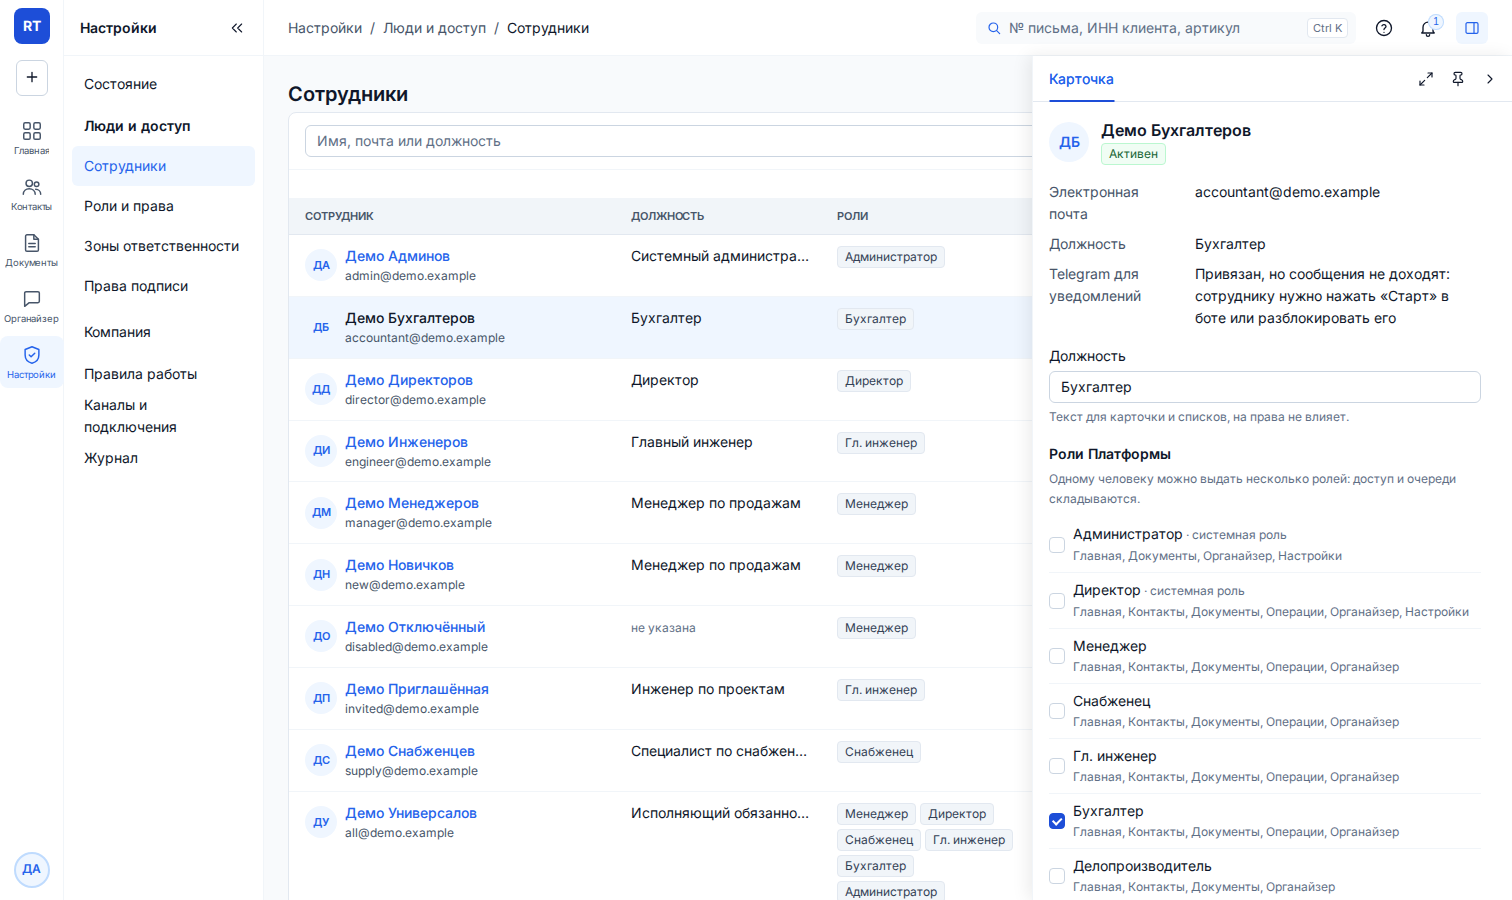 RT
Настройки
Настройки / Люди и доступ / Сотрудники
№ письма, ИНН клиента, артикул
Ctrl K
1
Главная
Контакты
Документы
Органайзер
Настройки
ДА
Состояние
Люди и доступ
Сотрудники
Роли и права
Зоны ответственности
Права подписи
Компания
Правила работы
Каналы и
подключения
Журнал
Сотрудники
Имя, почта или должность
СОТРУДНИК ДОЛЖНОСТЬ РОЛИ
ДА Демо Админов Системный администра... Администратор
admin@demo.example
ДБ Демо Бухгалтеров Бухгалтер Бухгалтер
accountant@demo.example
ДД Демо Директоров Директор Директор
director@demo.example
ДИ Демо Инженеров Главный инженер Гл. инженер
engineer@demo.example
ДМ Демо Менеджеров Менеджер по продажам Менеджер
manager@demo.example
ДН Демо Новичков Менеджер по продажам Менеджер
new@demo.example
ДО Демо Отключённый не указана Менеджер
disabled@demo.example
ДП Демо Приглашённая Инженер по проектам Гл. инженер
invited@demo.example
ДС Демо Снабженцев Специалист по снабжен... Снабженец
supply@demo.example
ДУ Демо Универсалов Исполняющий обязанно... Менеджер Директор
all@demo.example
Снабженец Гл. инженер
Бухгалтер
Администратор
Карточка
ДБ
Демо Бухгалтеров
Активен
Электронная accountant@demo.example
почта
Должность Бухгалтер
Telegram для Привязан, но сообщения не доходят:
уведомлений сотруднику нужно нажать «Старт» в
боте или разблокировать его
Должность
Бухгалтер
Текст для карточки и списков, на права не влияет.
Роли Платформы
Одному человеку можно выдать несколько ролей: доступ и очереди
складываются.
Администратор · системная роль
Главная, Документы, Органайзер, Настройки
Директор · системная роль
Главная, Контакты, Документы, Операции, Органайзер, Настройки
Менеджер
Главная, Контакты, Документы, Операции, Органайзер
Снабженец
Главная, Контакты, Документы, Операции, Органайзер
Гл. инженер
Главная, Контакты, Документы, Операции, Органайзер
Бухгалтер
Главная, Контакты, Документы, Операции, Органайзер
Делопроизводитель
Главная, Контакты, Документы, Органайзер